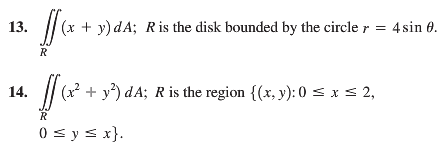 13. ∬_R (x + y) dA; R is the disk bounded by the circle r = 4 sin θ.
14. ∬_R (x² + y²) dA; R is the region {(x, y): 0 ≤ x ≤ 2,
0 ≤ y ≤ x}.